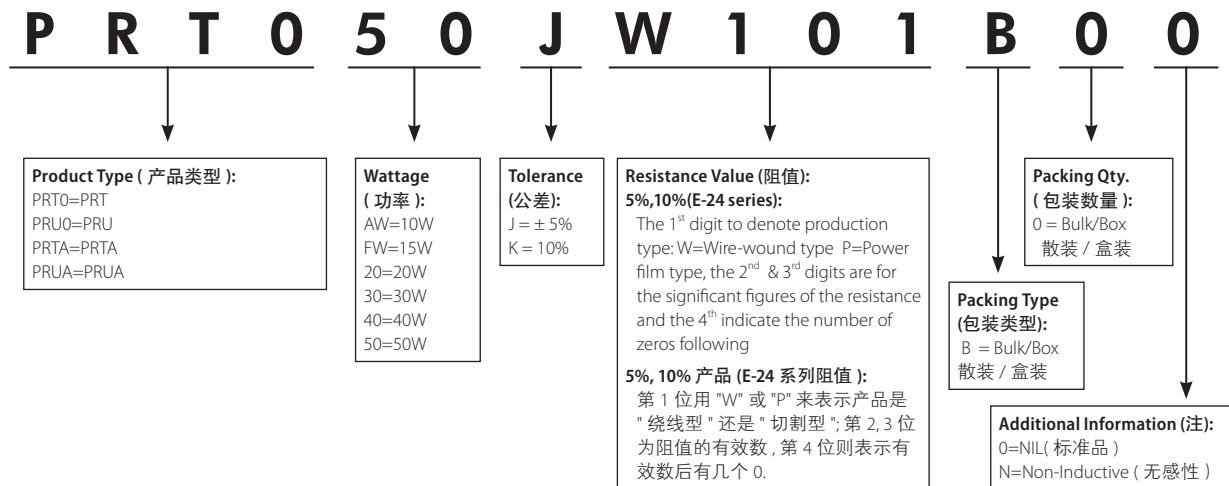 P R T 0 5 0 J W 1 0 1 B 0 0
Product Type ( 产品类型 ):
PRT0=PRT
PRU0=PRU
PRTA=PRTA
PRUA=PRUA
Wattage
( 功率 ):
AW=10W
FW=15W
20=20W
30=30W
40=40W
50=50W
Tolerance
(公差):
J = ± 5%
K = 10%
Resistance Value (阻值):
5%,10%(E-24 series):
The 1st digit to denote production
type: W=Wire-wound type P=Power
film type, the 2nd & 3rd digits are for
the significant figures of the resistance
and the 4th indicate the number of
zeros following
5%, 10% 产品 (E-24 系列阻值 ):
第 1 位用 "W" 或 "P" 来表示产品是
" 绕线型 " 还是 " 切割型 "; 第 2, 3 位
为阻值的有效数 , 第 4 位则表示有
效数后有几个 0.
Packing Type
(包装类型):
B = Bulk/Box
散装 / 盒装
Packing Qty.
( 包装数量 ):
0 = Bulk/Box
散装 / 盒装
Additional Information (注):
0=NIL( 标准品 )
N=Non-Inductive ( 无感性 )